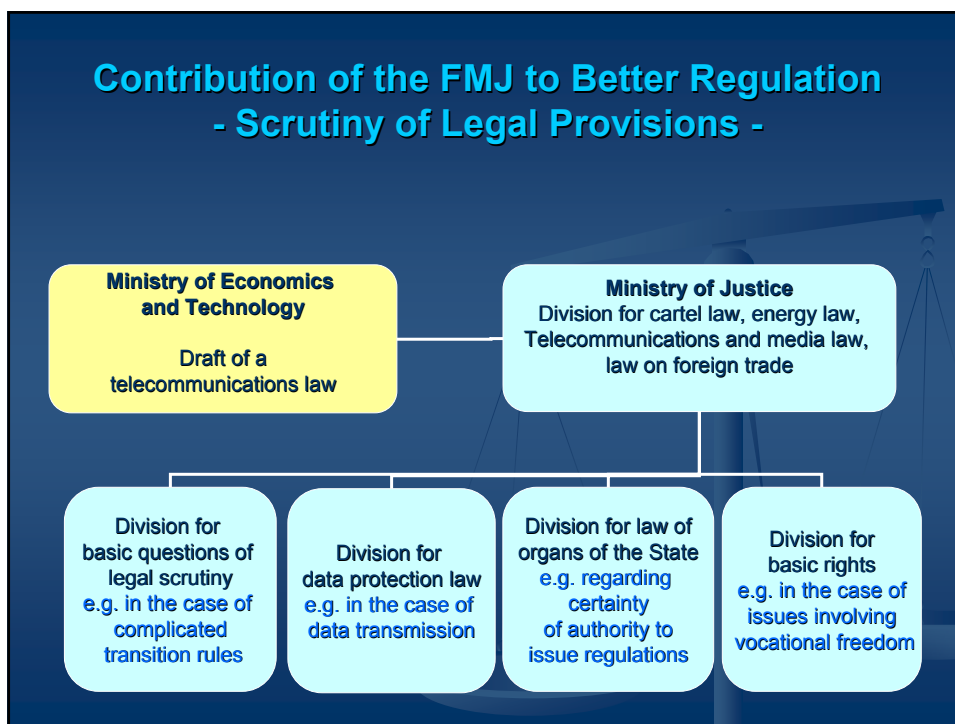 Contribution of the FMJ to Better Regulation
- Scrutiny of Legal Provisions -
Ministry of Economics
and Technology
Draft of a
telecommunications law
Ministry of Justice
Division for cartel law, energy law,
Telecommunications and media law,
law on foreign trade
Division for
basic questions of
legal scrutiny
e.g. in the case of
complicated
transition rules
Division for
data protection law
e.g. in the case of
data transmission
Division for law of
organs of the State
e.g. regarding
certainty
of authority to
issue regulations
Division for
basic rights
e.g. in the case of
issues involving
vocational freedom